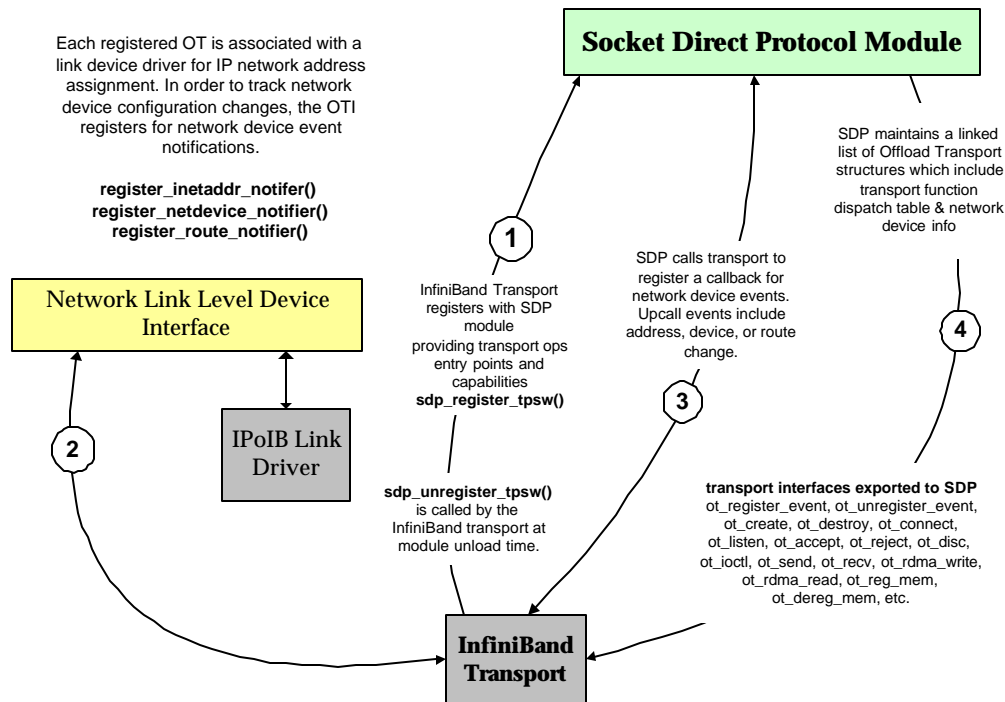 Socket Direct Protocol Module
Each registered OT is associated with a
link device driver for IP network address
assignment. In order to track network
device configuration changes, the OTI
registers for network device event
notifications.
register_inetaddr_notifer()
register_netdevice_notifier()
register_route_notifier()
SDP maintains a linked
list of Offload Transport
structures which include
transport function
dispatch table & network
device info
1
InfiniBand Transport
registers with SDP
module
providing transport ops
entry points and
capabilities
sdp_register_tpsw()
SDP calls transport to
register a callback for
network device events.
Upcall events include
address, device, or route
change.
4
Network Link Level Device
Interface
3
2
IPoIB Link
Driver
sdp_unregister_tpsw()
is called by the
InfiniBand transport at
module unload time.
transport interfaces exported to SDP
ot_register_event, ot_unregister_event,
ot_create, ot_destroy, ot_connect,
ot_listen, ot_accept, ot_reject, ot_disc,
ot_ioctl, ot_send, ot_recv, ot_rdma_write,
ot_rdma_read, ot_reg_mem,
ot_dereg_mem, etc.
InfiniBand
Transport